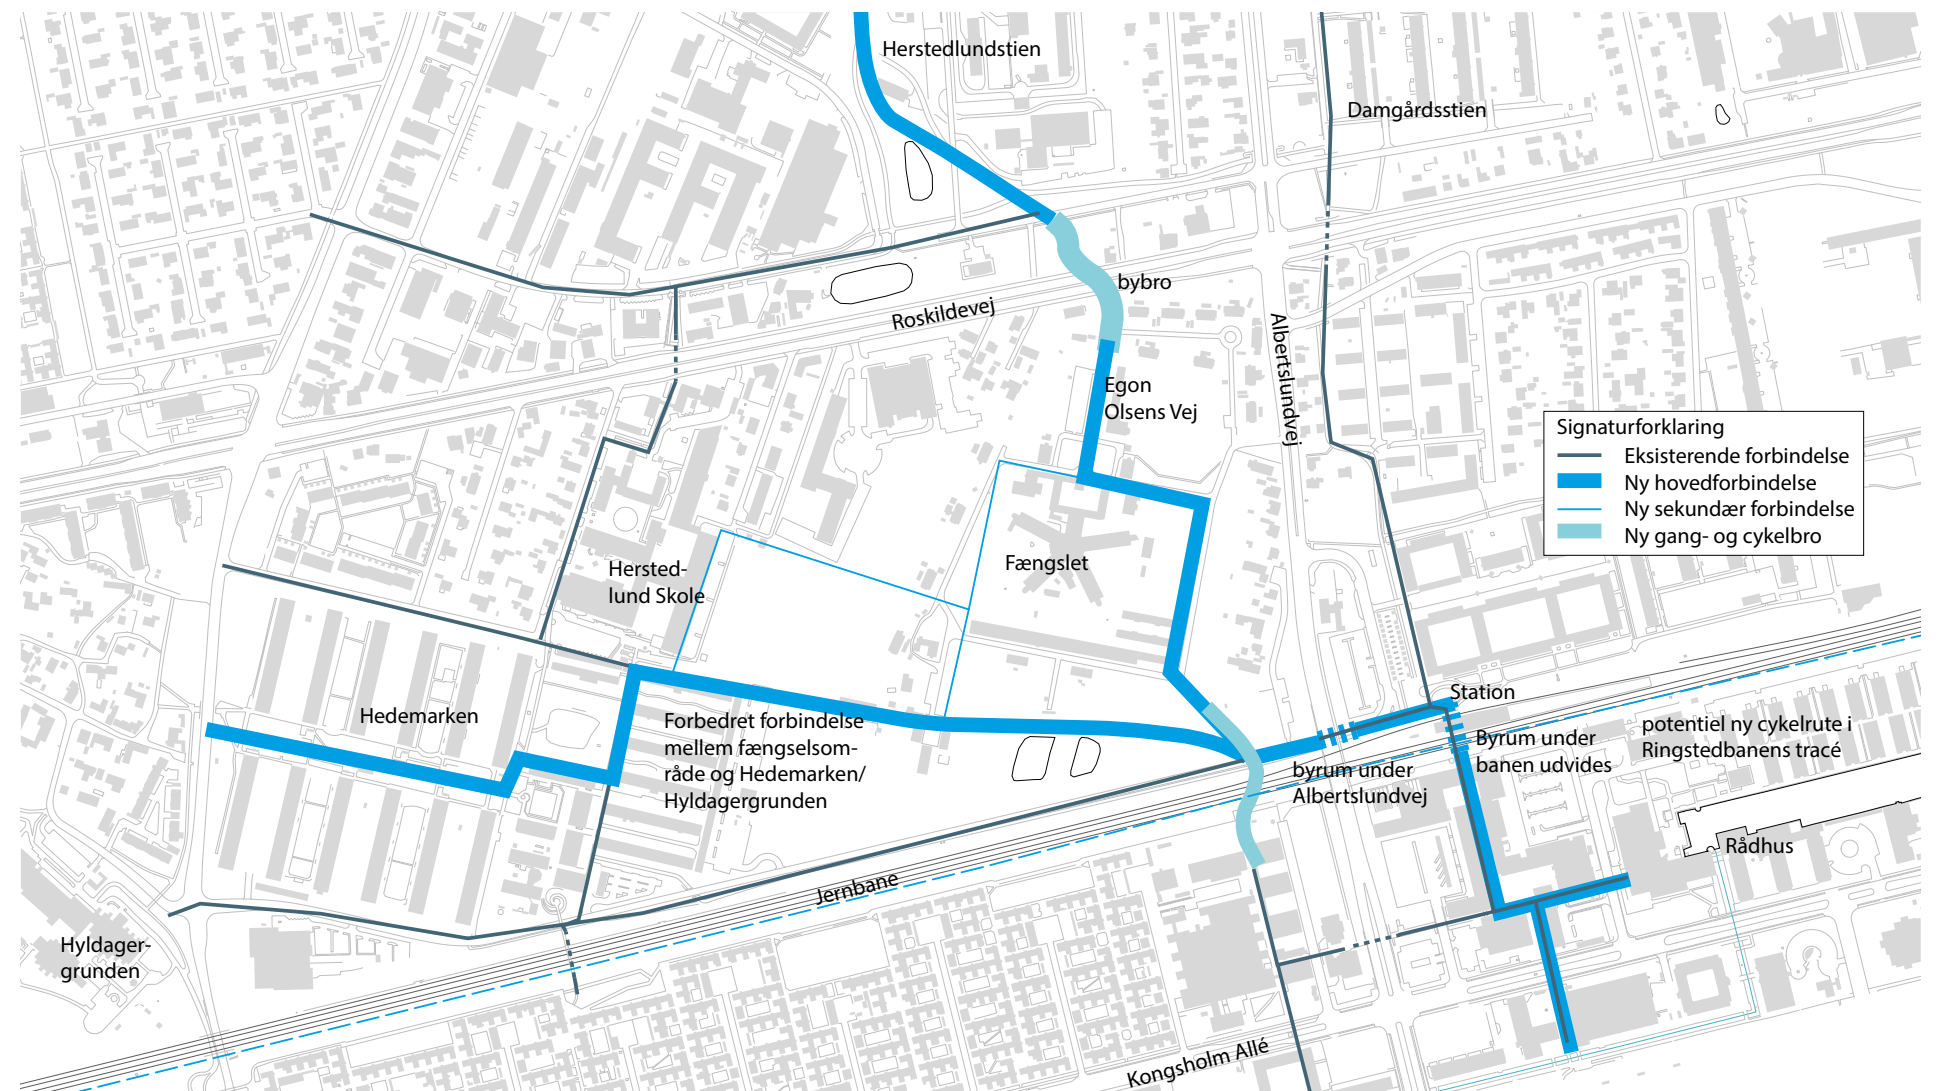 Herstedlundstien
Damgårdsstien
bybro
Roskildevej
Albertslundvej
Egon
Olsens Vej
Signaturforklaring
Eksisterende forbindelse
Ny hovedforbindelse
Ny sekundær forbindelse
Ny gang- og cykelbro
Fængslet
Hersted-
lund Skole
Hedemarken
Forbedret forbindelse
mellem fængselsom-
råde og Hedemarken/
Hyldagergrunden
Station
Byrum under
banen udvides
potentiel ny cykelrute i
Ringstedbanens tracé
byrum under
Albertslundvej
Rådhus
Jernbane
Hyldager-
grunden
Kongsholm Allé